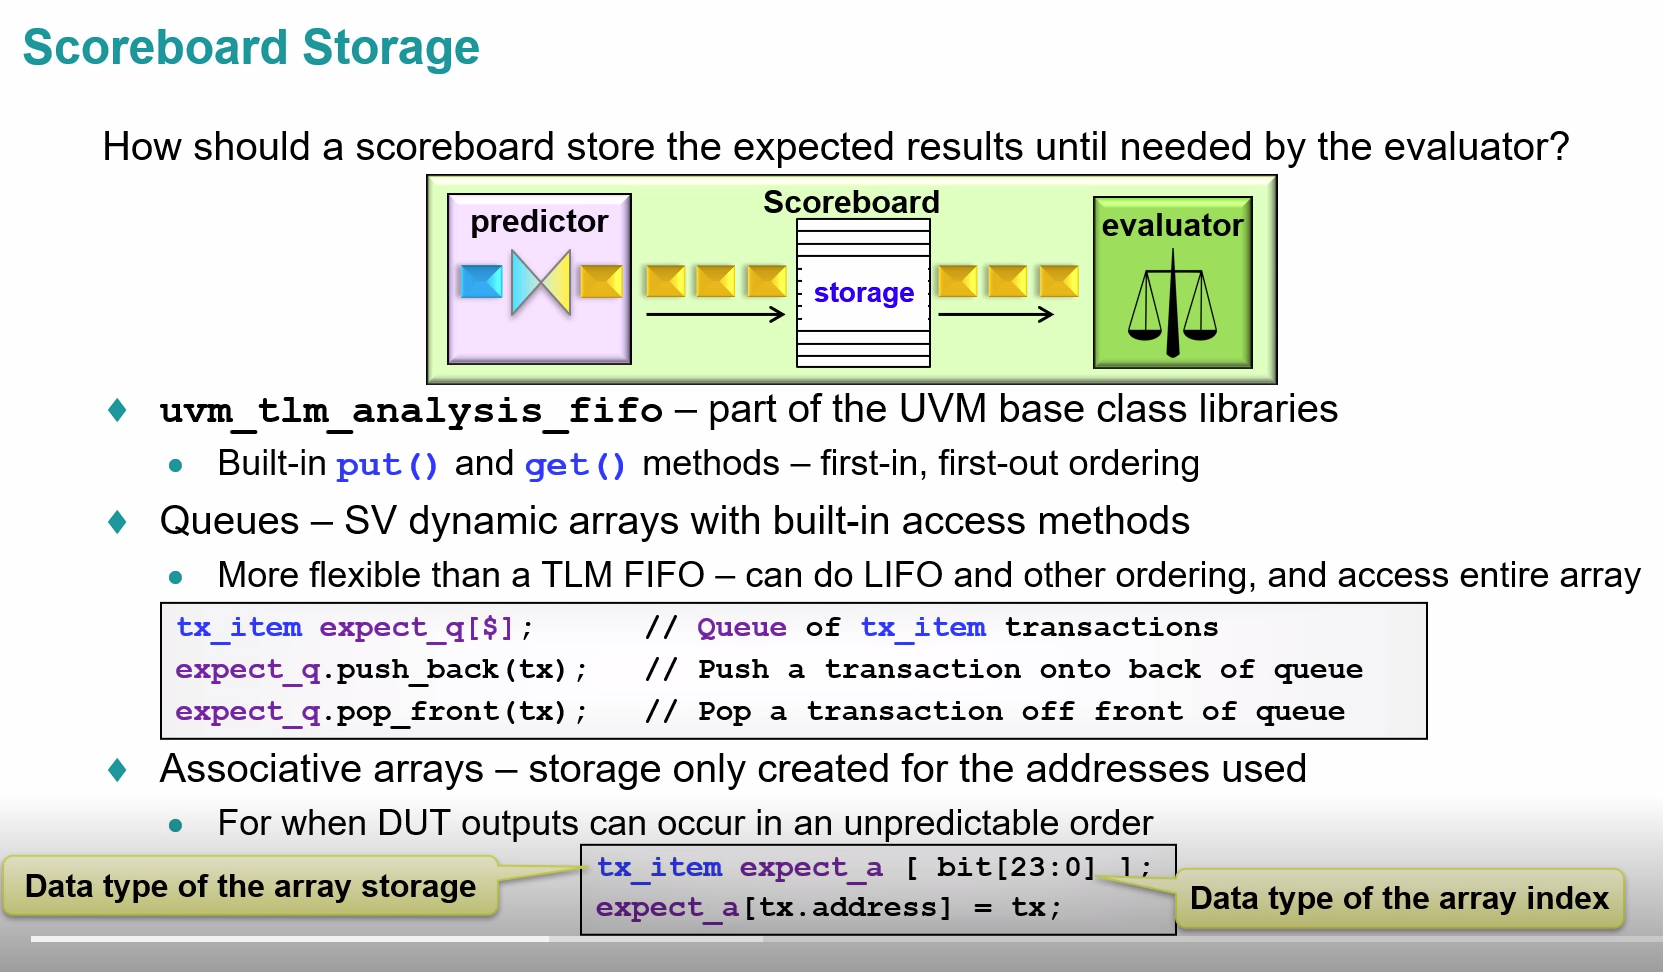 Scoreboard Storage
How should a scoreboard store the expected results until needed by the evaluator?
Scoreboard
predictor
storage
evaluator
uvm_tlm_analysis_fifo – part of the UVM base class libraries
Built-in put() and get() methods – first-in, first-out ordering
Queues – SV dynamic arrays with built-in access methods
More flexible than a TLM FIFO – can do LIFO and other ordering, and access entire array
tx_item expect_q[$]; // Queue of tx_item transactions
expect_q.push_back(tx); // Push a transaction onto back of queue
expect_q.pop_front(tx); // Pop a transaction off front of queue
Associative arrays – storage only created for the addresses used
For when DUT outputs can occur in an unpredictable order
Data type of the array storage
tx_item expect_a [ bit[23:0] ];
expect_a[tx.address] = tx;
Data type of the array index